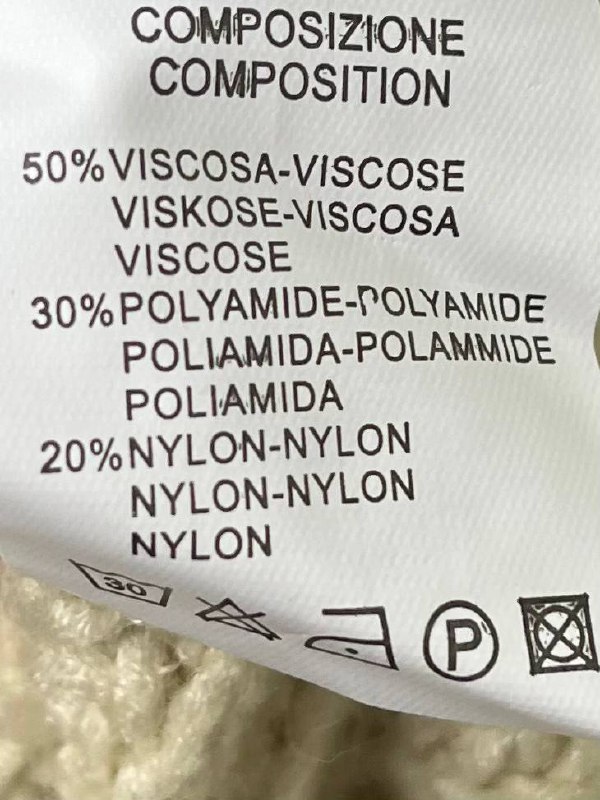 COMPOSIZIONE
COMPOSITION
50% VISCOSA-VISCOSE
VISKOSE-VISCOSA
VISCOSE
30% POLYAMIDE-POLYAMIDE
POLIAMIDA-POLAMMIDE
POLIAMIDA
20% NYLON-NYLON
NYLON-NYLON
NYLON
30
P